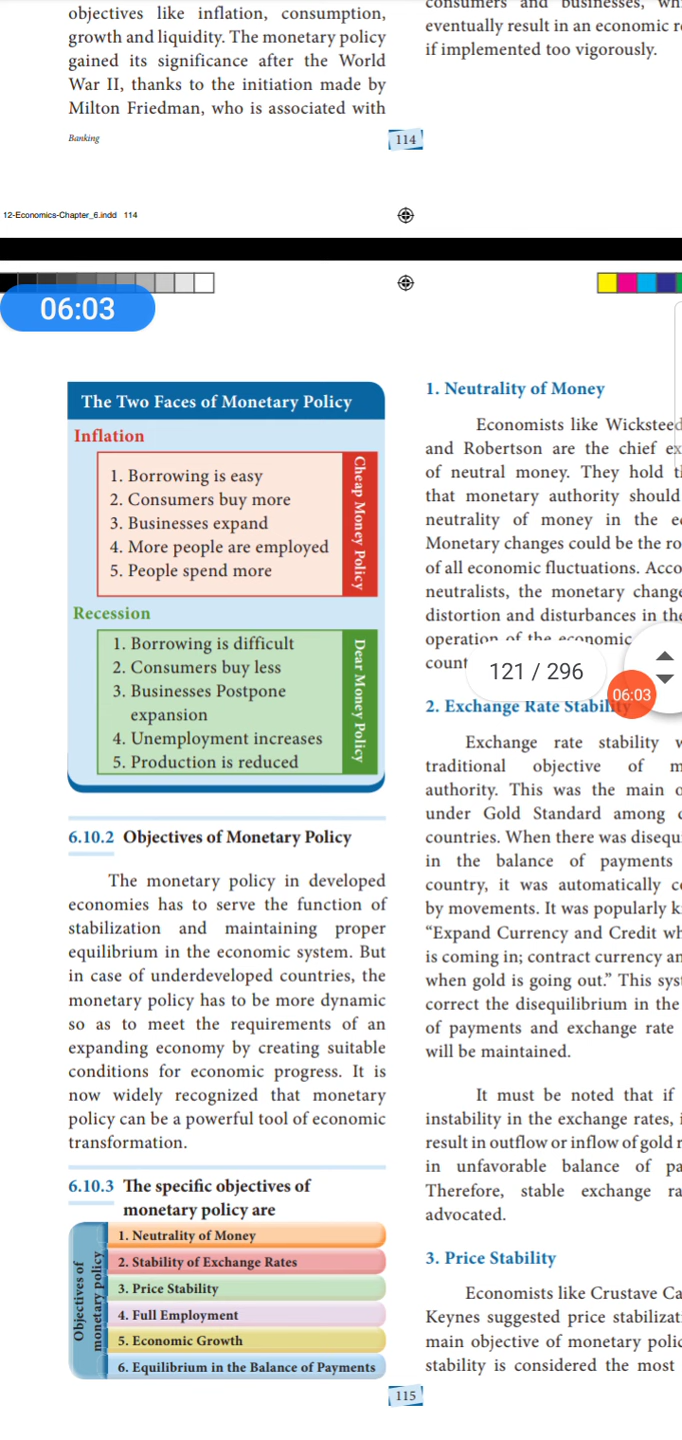 objectives like inflation, consumption,
growth and liquidity. The monetary policy
gained its significance after the World
War II, thanks to the initiation made by
Milton Friedman, who is associated with
consumers and businesses,
eventually result in an economic
if implemented too vigorously.
Banking
114
12-Economics-Chapter_6.indd 114
06:03
The Two Faces of Monetary Policy
Inflation
1. Borrowing is easy
2. Consumers buy more
3. Businesses expand
4. More people are employed
5. People spend more
Cheap Money Policy
Recession
1. Borrowing is difficult
2. Consumers buy less
3. Businesses Postpone
expansion
4. Unemployment increases
5. Production is reduced
Dear Money Policy
6.10.2 Objectives of Monetary Policy
The monetary policy in developed
economies has to serve the function of
stabilization and maintaining proper
equilibrium in the economic system. But
in case of underdeveloped countries, the
monetary policy has to be more dynamic
so as to meet the requirements of an
expanding economy by creating suitable
conditions for economic progress. It is
now widely recognized that monetary
policy can be a powerful tool of economic
transformation.
6.10.3 The specific objectives of
monetary policy are
Objectives of
monetary policy
1. Neutrality of Money
2. Stability of Exchange Rates
3. Price Stability
4. Full Employment
5. Economic Growth
6. Equilibrium in the Balance of Payments
1. Neutrality of Money
Economists like Wicksteed
and Robertson are the chief
of neutral money. They hold
that monetary authority should
neutrality of money in the
Monetary changes could be the
of all economic fluctuations.
neutralists, the monetary
distortion and disturbances in the
operation of the economic
121 / 296
06:03
2. Exchange Rate Stability
Exchange rate stability
traditional objective of
authority. This was the main
under Gold Standard among
countries. When there was
in the balance of payments
country, it was automatically
by movements. It was popularly
“Expand Currency and Credit
is coming in; contract currency
when gold is going out.” This
correct the disequilibrium in the
of payments and exchange rate
will be maintained.
It must be noted that if
instability in the exchange rates,
result in outflow or inflow of gold
in unfavorable balance of
Therefore, stable exchange
advocated.
3. Price Stability
Economists like Crustave
Keynes suggested price
main objective of monetary
stability is considered the most
115